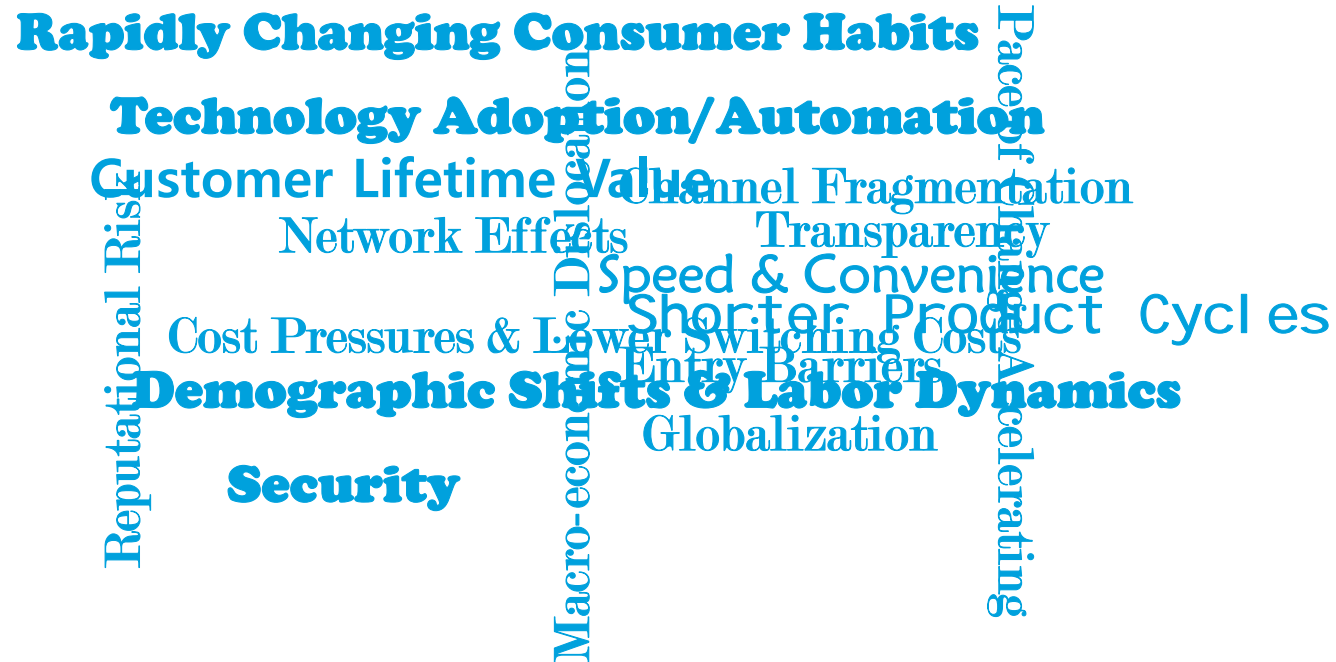 Rapidly Changing Consumer Habits
Pace of Change Accelerating
Macro-economic Dislocation
Technology Adoption/Automation
Customer Lifetime Value
Channel Fragmentation
Reputational Risk
Network Effects
Transparency
Speed & Convenience
Shorter Product Cycles
Cost Pressures & Lower Switching Costs
Entry Barriers
Demographic Shifts & Labor Dynamics
Globalization
Security